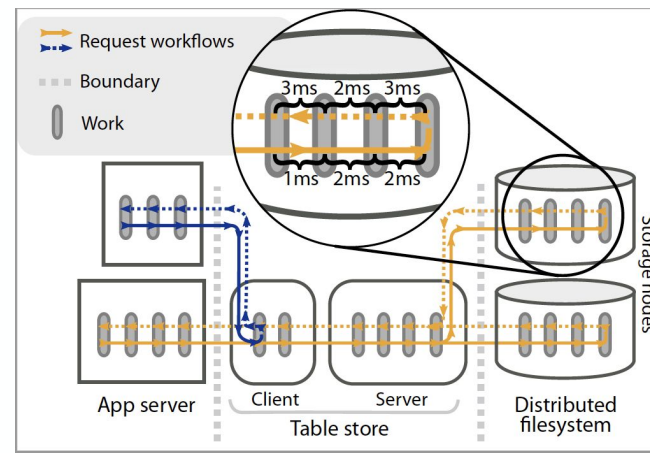 Request workflows
Boundary
Work
3ms 2ms 3ms
1ms 2ms 2ms
Storage nodes
App server
Client
Server
Table store
Distributed
filesystem